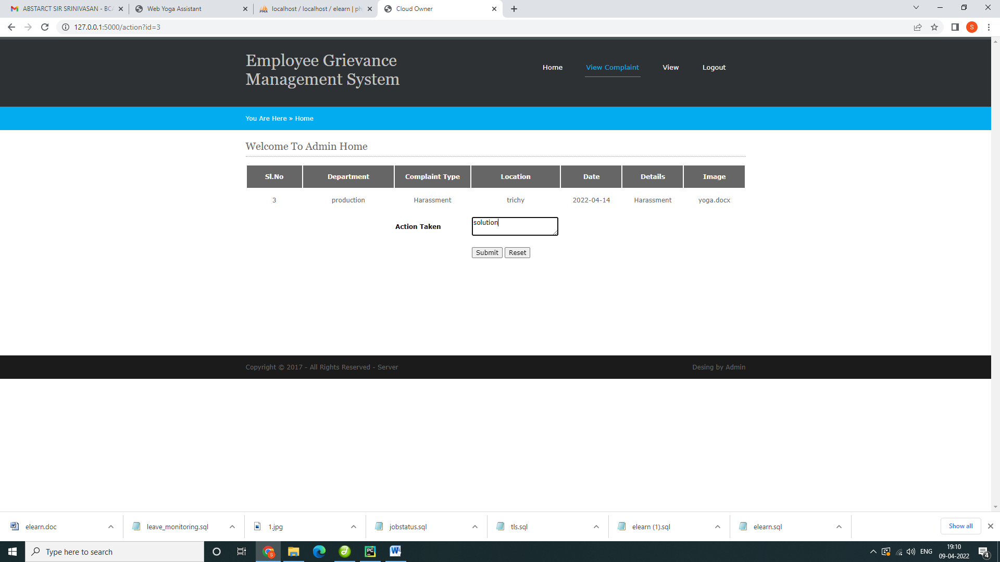 ABSTARCT SIR SRINIVASAN - BCA
Web Yoga Assistant
localhost / localhost / elearn | ph
Cloud Owner
127.0.0.1:5000/action?id=3
S
Employee Grievance
Management System
Home
View Complaint
View
Logout
You Are Here » Home
Welcome To Admin Home
Sl.No Department Complaint Type Location Date Details Image
3 production Harassment trichy 2022-04-14 Harassment yoga.docx
Action Taken
solution
Submit
Reset
Copyright © 2017 - All Rights Reserved - Server
Desing by Admin
elearn.doc
leave_monitoring.sql
1.jpg
jobstatus.sql
tls.sql
elearn (1).sql
elearn.sql
Show all
Type here to search
ENG
19:10
09-04-2022
4